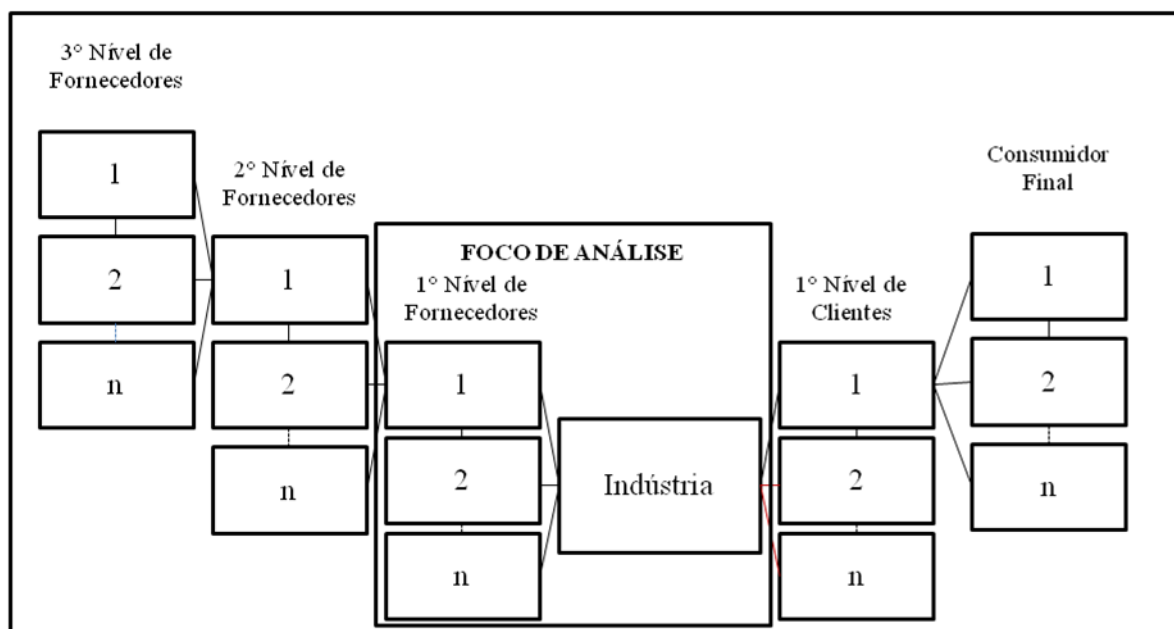 3° Nível de
Fornecedores
1
2
n
2° Nível de
Fornecedores
1
2
n
FOCO DE ANÁLISE
1° Nível de
Fornecedores
1
2
n
Indústria
1° Nível de
Clientes
1
2
n
Consumidor
Final
1
2
n